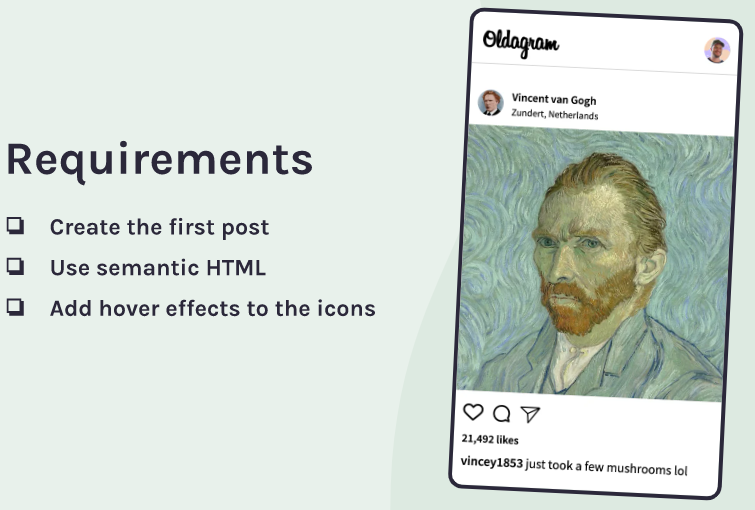 Requirements
Create the first post
Use semantic HTML
Add hover effects to the icons
Oldagram
Vincent van Gogh
Zundert, Netherlands
21,492 likes
vincey1853 just took a few mushrooms lol